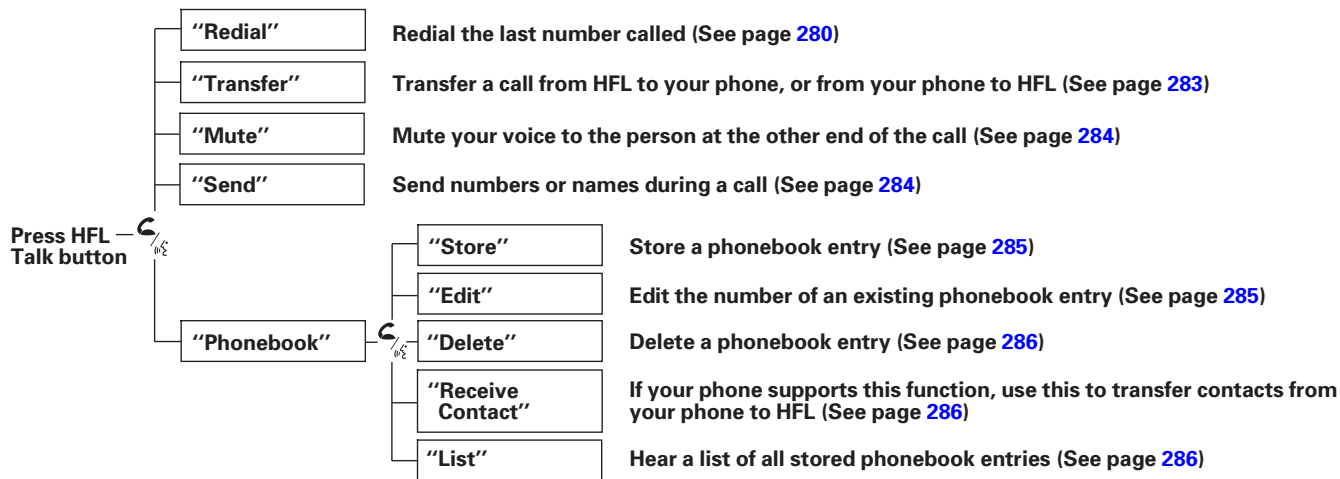 "Redial" Redial the last number called (See page 280)
"Transfer" Transfer a call from HFL to your phone, or from your phone to HFL (See page 283)
"Mute" Mute your voice to the person at the other end of the call (See page 284)
"Send" Send numbers or names during a call (See page 284)
Press HFL
Talk button
"Phonebook"
"Store" Store a phonebook entry (See page 285)
"Edit" Edit the number of an existing phonebook entry (See page 285)
"Delete" Delete a phonebook entry (See page 286)
"Receive
Contact"
If your phone supports this function, use this to transfer contacts from
your phone to HFL (See page 286)
"List" Hear a list of all stored phonebook entries (See page 286)